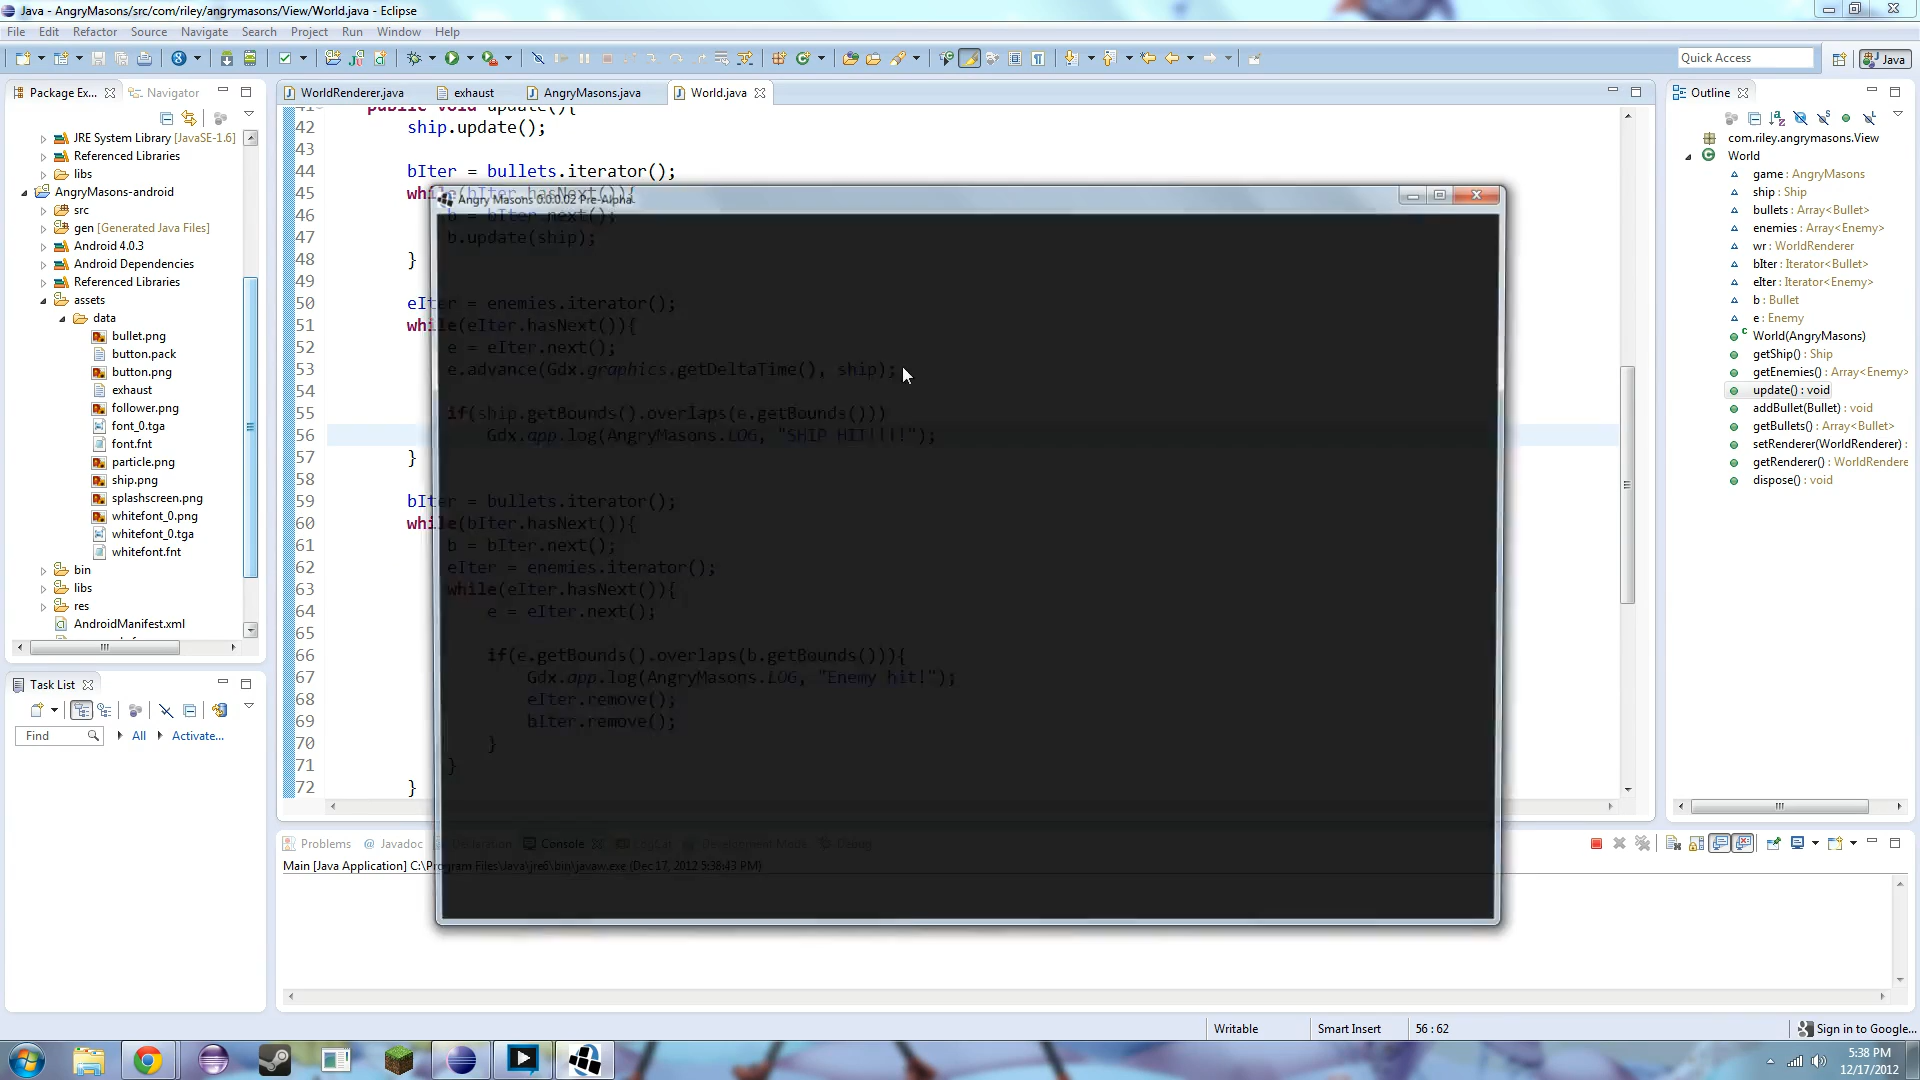 Java - AngryMasons/src/com/riley/angrymasons/View/World.java - Eclipse
File Edit Refactor Source Navigate Search Project Run Window Help
Quick Access
Java
Package Ex...
Navigator
JRE System Library [JavaSE-1.6]
Referenced Libraries
libs
AngryMasons-android
src
gen [Generated Java Files]
Android 4.0.3
Android Dependencies
Referenced Libraries
assets
data
bullet.png
button.pack
button.png
exhaust
follower.png
font_0.tga
font.fnt
particle.png
ship.png
splashscreen.png
whitefont_0.png
whitefont_0.tga
whitefont.fnt
bin
libs
res
AndroidManifest.xml
Task List
Find
All
Activate...
WorldRenderer.java
exhaust
AngryMasons.java
World.java
41 public void update(){
42 ship.update();
43
44 bIter = bullets.iterator();
45 while(bIter.hasNext()){
46 b = bIter.next();
47 b.update(ship);
48 }
49
50 eIter = enemies.iterator();
51 while(eIter.hasNext()){
52 e = eIter.next();
53 e.advance(Gdx.graphics.getDeltaTime(), ship);
54
55 if(ship.getBounds().overlaps(e.getBounds()))
56 Gdx.app.log(AngryMasons.LOG, "SHIP HIT!!!!");
57 }
58
59 bIter = bullets.iterator();
60 while(bIter.hasNext()){
61 b = bIter.next();
62 eIter = enemies.iterator();
63 while(eIter.hasNext()){
64 e = eIter.next();
65
66 if(e.getBounds().overlaps(b.getBounds())){
67 Gdx.app.log(AngryMasons.LOG, "Enemy hit!");
68 eIter.remove();
69 bIter.remove();
70 }
71 }
72 }
Angry Masons 0.0.0.02 Pre-Alpha
Problems
@ Javadoc
Declaration
Console
LogCat
Development Mode
Debug
Main [Java Application] C:\Program Files\Java\jre6\bin\javaw.exe (Dec 17, 2012 5:38:43 PM)
Outline
com.riley.angrymasons.View
World
game : AngryMasons
ship : Ship
bullets : Array<Bullet>
enemies : Array<Enemy>
wr : WorldRenderer
bIter : Iterator<Bullet>
eIter : Iterator<Enemy>
b : Bullet
e : Enemy
World(AngryMasons)
getShip() : Ship
getEnemies() : Array<Enemy>
update() : void
addBullet(Bullet) : void
getBullets() : Array<Bullet>
setRenderer(WorldRenderer) :
getRenderer() : WorldRendere
dispose() : void
Writable
Smart Insert
56 : 62
Sign in to Google...
5:38 PM
12/17/2012